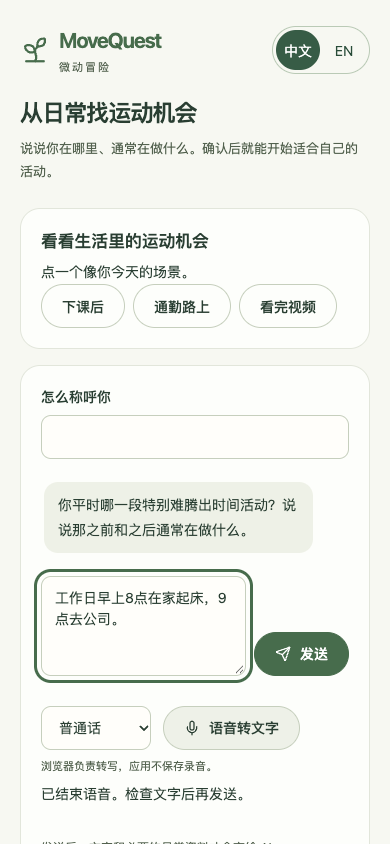 MoveQuest
微动冒险
中文
EN
从日常找运动机会
说说你在哪里、通常在做什么。确认后就能开始适合自己的
活动。
看看生活里的运动机会
点一个像你今天的场景。
下课后
通勤路上
看完视频
怎么称呼你
你平时哪一段特别难腾出时间活动？说
说那之前和之后通常在做什么。
工作日早上8点在家起床，9
点去公司。
发送
普通话
语音转文字
浏览器负责转写，应用不保存录音。
已结束语音。检查文字后再发送。